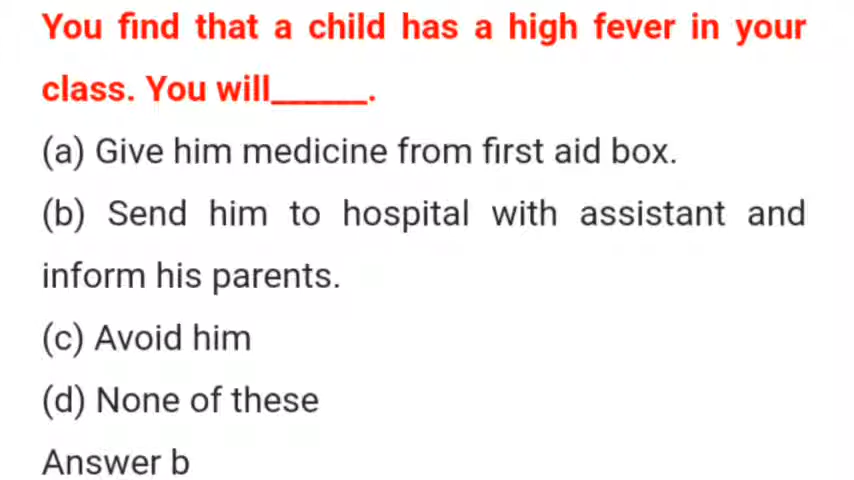 You find that a child has a high fever in your
class. You will______.
(a) Give him medicine from first aid box.
(b) Send him to hospital with assistant and
inform his parents.
(c) Avoid him
(d) None of these
Answer b